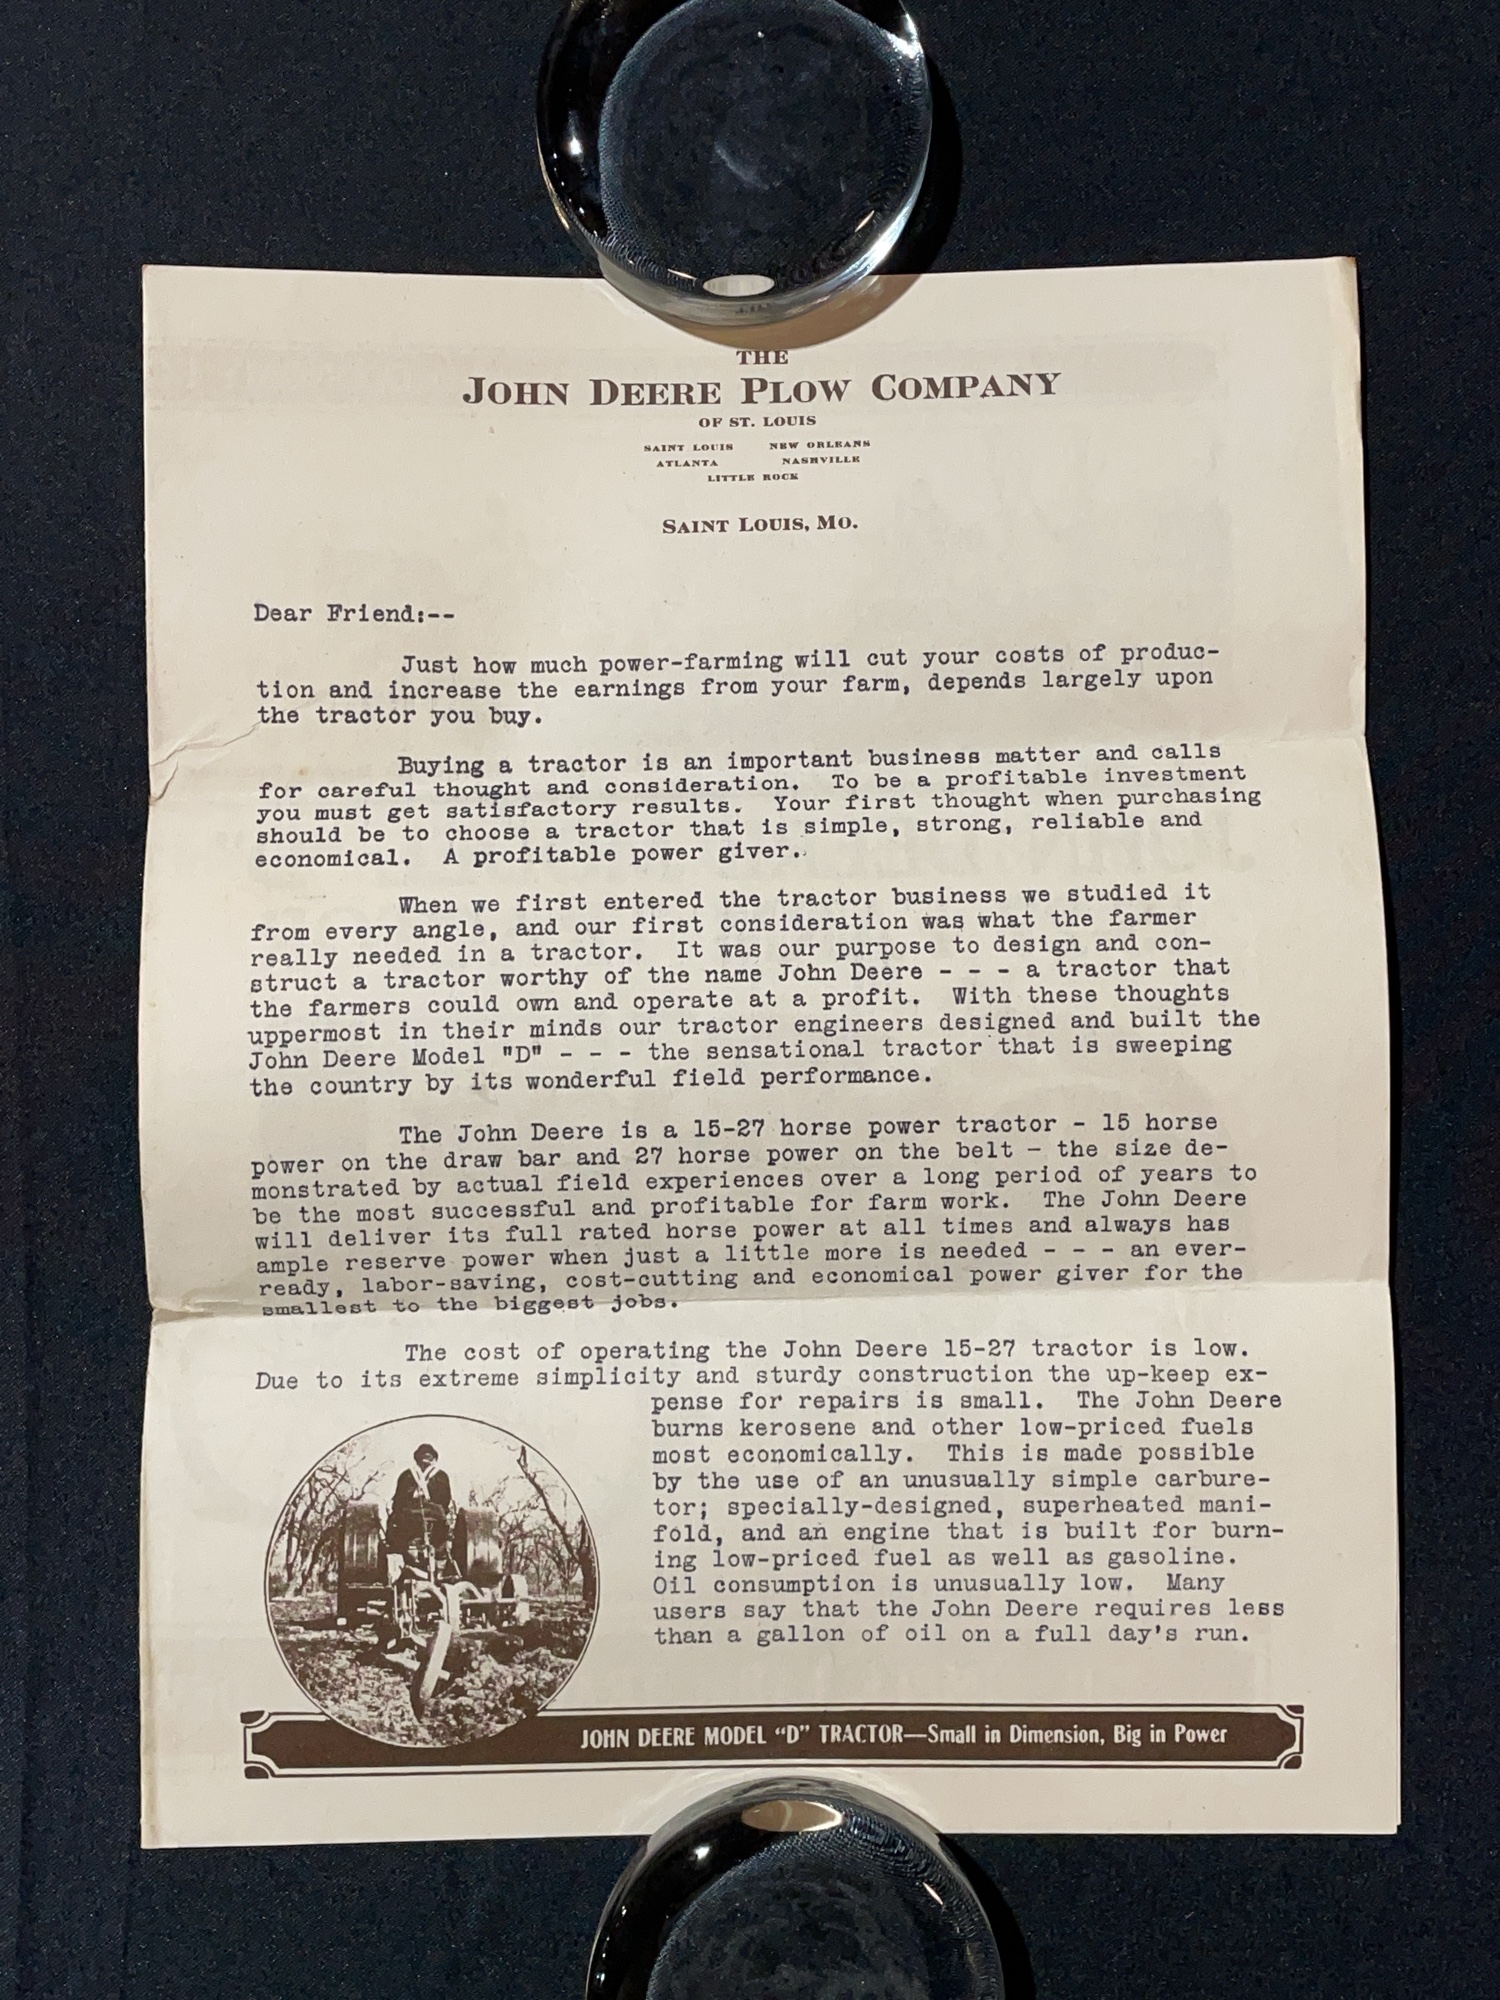 THE
JOHN DEERE PLOW COMPANY
OF ST. LOUIS
SAINT LOUIS NEW ORLEANS
ATLANTA NASHVILLE
LITTLE ROCK
SAINT LOUIS, MO.
Dear Friend:--
Just how much power-farming will cut your costs of produc-
tion and increase the earnings from your farm, depends largely upon
the tractor you buy.
Buying a tractor is an important business matter and calls
for careful thought and consideration. To be a profitable investment
you must get satisfactory results. Your first thought when purchasing
should be to choose a tractor that is simple, strong, reliable and
economical. A profitable power giver.
When we first entered the tractor business we studied it
from every angle, and our first consideration was what the farmer
really needed in a tractor. It was our purpose to design and con-
struct a tractor worthy of the name John Deere - - - a tractor that
the farmers could own and operate at a profit. With these thoughts
uppermost in their minds our tractor engineers designed and built the
John Deere Model "D" - - - the sensational tractor that is sweeping
the country by its wonderful field performance.
The John Deere is a 15-27 horse power tractor - 15 horse
power on the draw bar and 27 horse power on the belt - the size de-
monstrated by actual field experiences over a long period of years to
be the most successful and profitable for farm work. The John Deere
will deliver its full rated horse power at all times and always has
ample reserve power when just a little more is needed - - - an ever-
ready, labor-saving, cost-cutting and economical power giver for the
smallest to the biggest jobs.
The cost of operating the John Deere 15-27 tractor is low.
Due to its extreme simplicity and sturdy construction the up-keep ex-
pense for repairs is small. The John Deere
burns kerosene and other low-priced fuels
most economically. This is made possible
by the use of an unusually simple carbure-
tor; specially-designed, superheated mani-
fold, and an engine that is built for burn-
ing low-priced fuel as well as gasoline.
Oil consumption is unusually low. Many
users say that the John Deere requires less
than a gallon of oil on a full day's run.
JOHN DEERE MODEL “D” TRACTOR—Small in Dimension, Big in Power